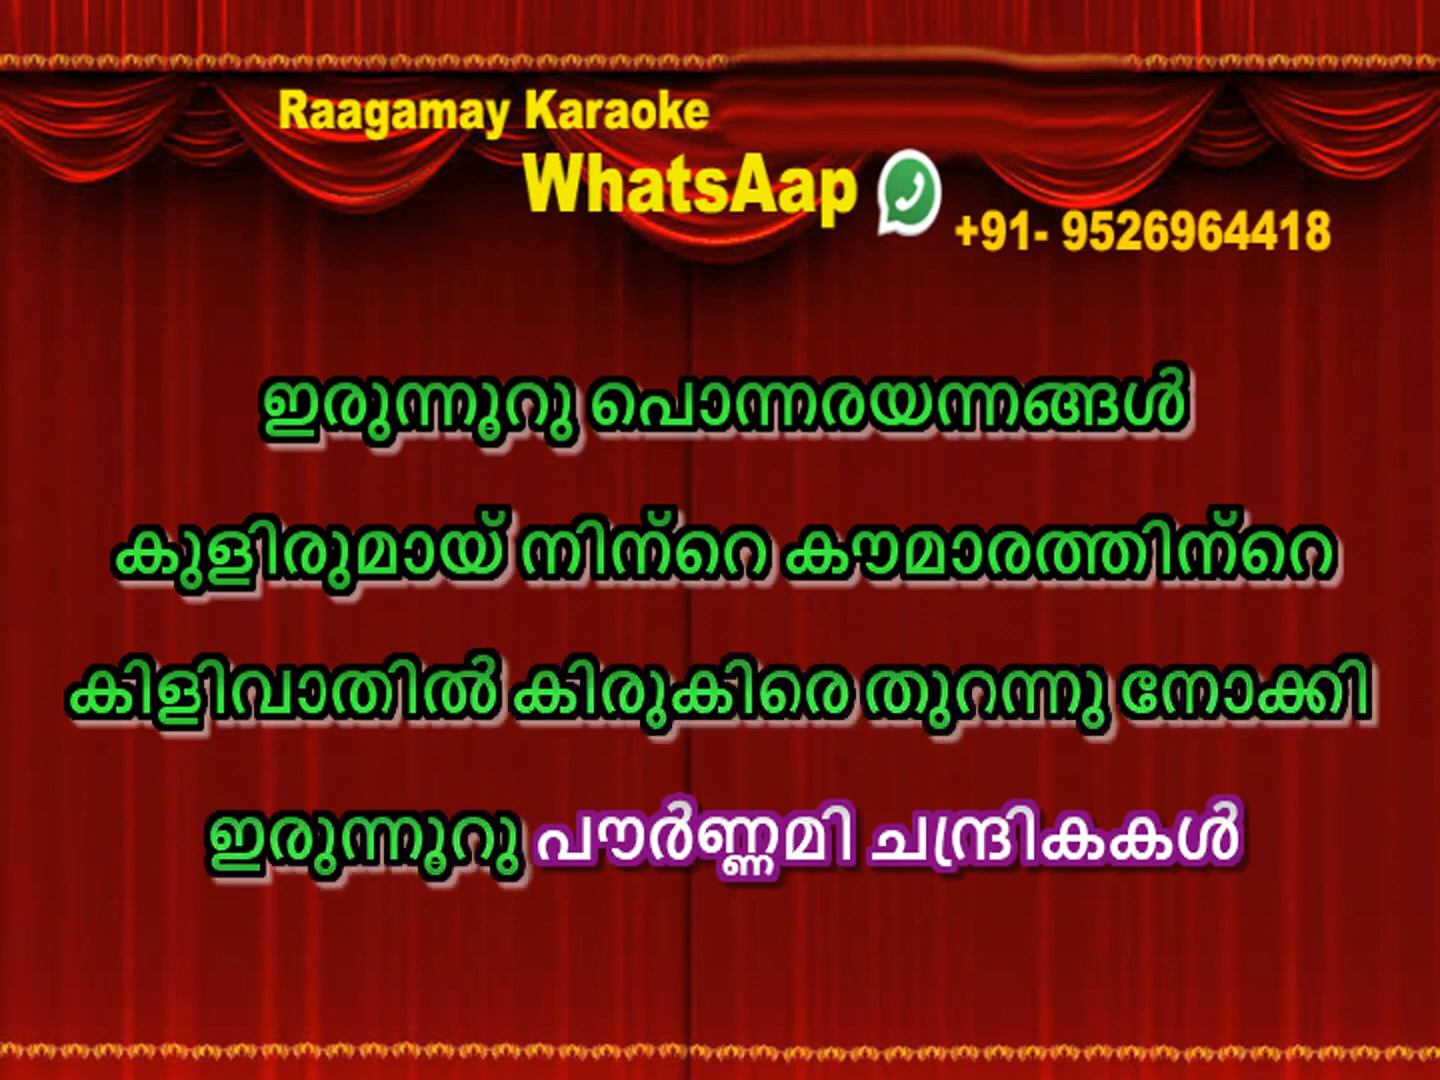 Raagamay Karaoke
WhatsAap
+91- 9526964418
ഇരുന്നൂറു പൊന്നരയന്നങ്ങൾ
കുളിരുമായ് നിന്റെ കൗമാരത്തിന്റെ
കിളിവാതിൽ കിരുകിരെ തുറന്നു നോക്കി
ഇരുന്നൂറു പൗർണ്ണമി ചന്ദ്രികകൾ